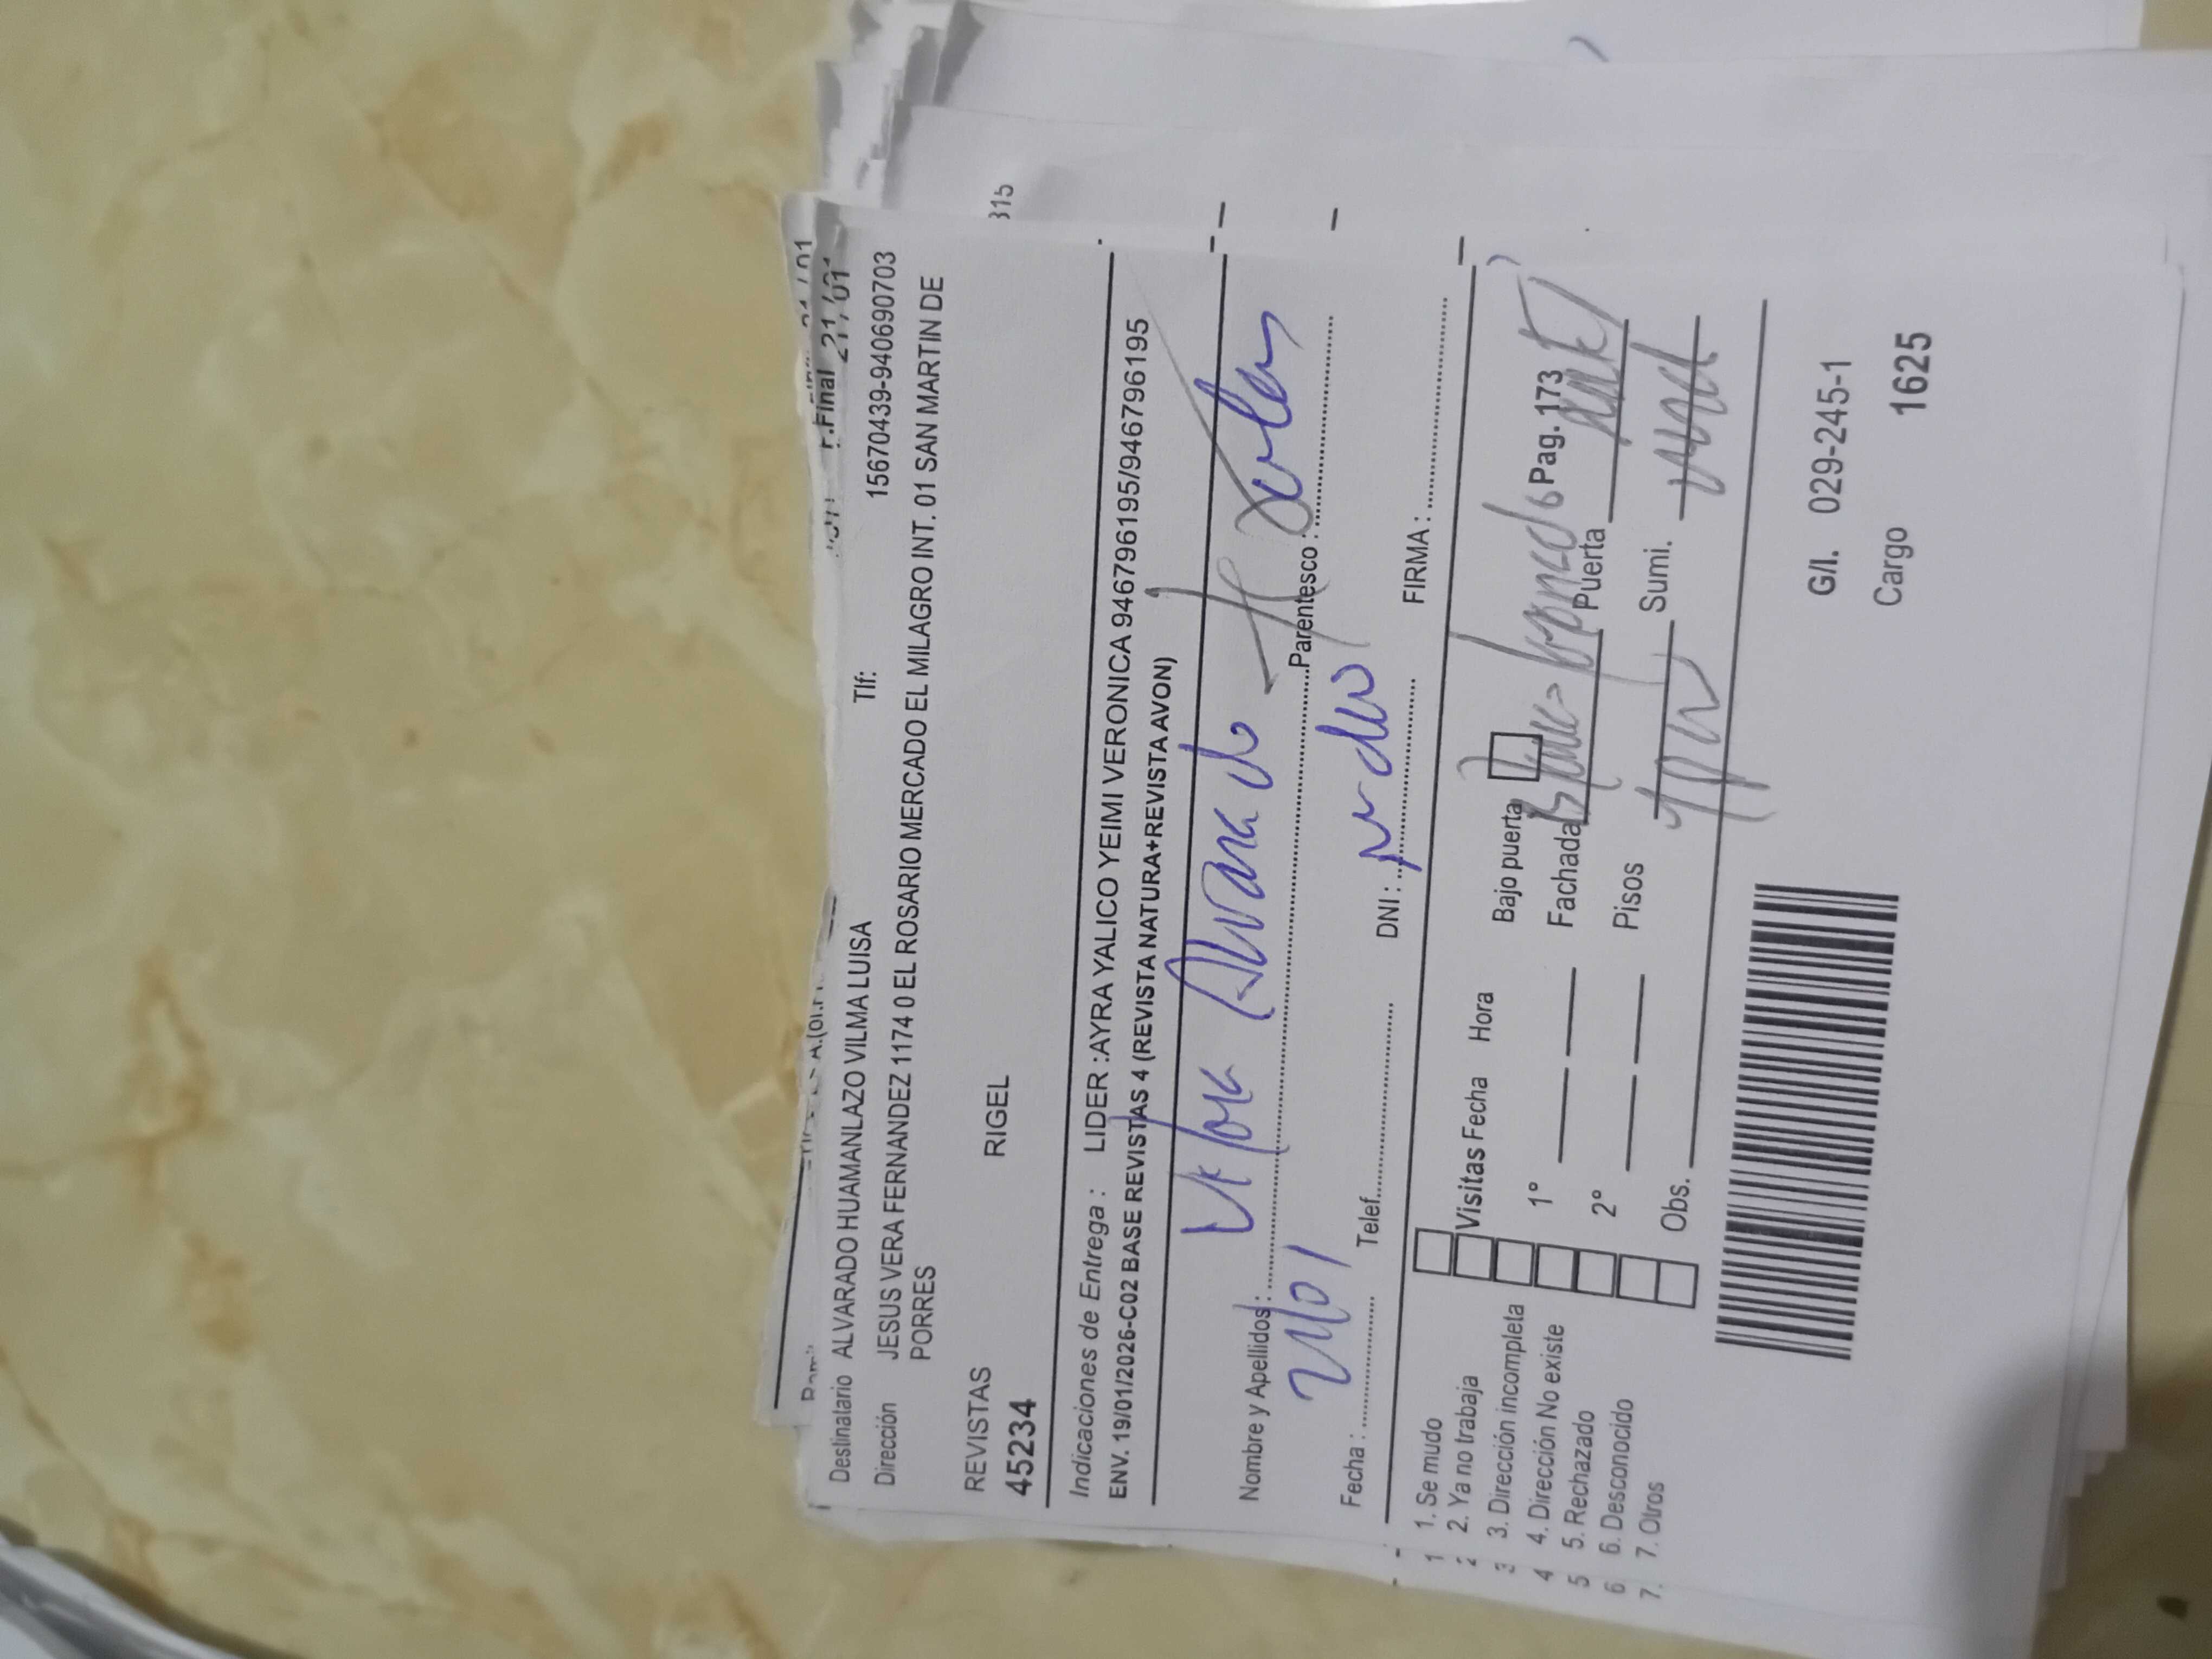 F.Final 21/01
Destinatario ALVARADO HUAMANLAZO VILMA LUISA Tlf: 15670439-940690703
Dirección JESUS VERA FERNANDEZ 1174 0 EL ROSARIO MERCADO EL MILAGRO INT. 01 SAN MARTIN DE
PORRES
315
REVISTAS RIGEL
45234
Indicaciones de Entrega : LIDER :AYRA YALICO YEIMI VERONICA 946796195/946796195
ENV. 19/01/2026-C02 BASE REVISTAS 4 (REVISTA NATURA+REVISTA AVON)
Nombre y Apellidos : Alvarado Parentesco :
Fecha : 21/01 Telef. DNI : FIRMA :
1. Se mudo
2. Ya no trabaja
3. Dirección incompleta
4. Dirección No existe
5. Rechazado
6. Desconocido
7. Otros
Visitas Fecha Hora Bajo puerta Pag. 173
1° Fachada Puerta
2° Pisos Sumi.
Obs.
G/I. 029-245-1
Cargo 1625